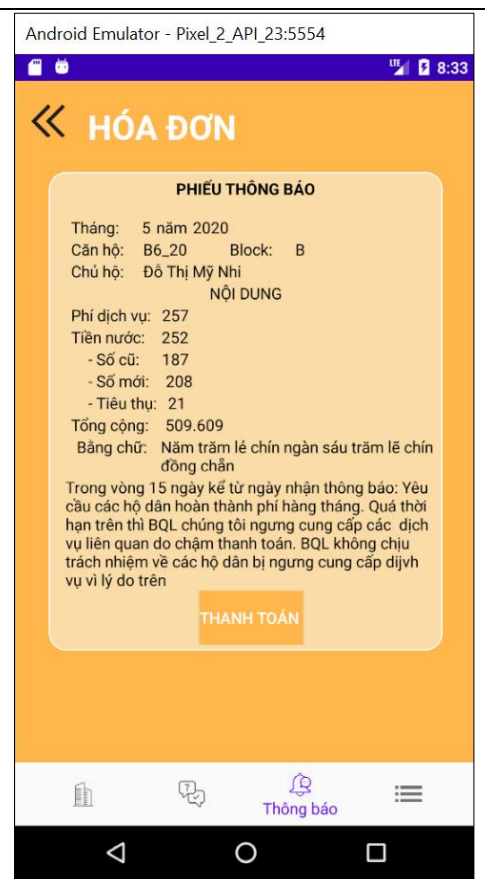 Android Emulator - Pixel_2_API_23:5554
LTE 8:33
HÓA ĐƠN
PHIẾU THÔNG BÁO
Tháng: 5 năm 2020
Căn hộ: B6_20 Block: B
Chủ hộ: Đỗ Thị Mỹ Nhi
NỘI DUNG
Phí dịch vụ: 257
Tiền nước: 252
- Số cũ: 187
- Số mới: 208
- Tiêu thụ: 21
Tổng cộng: 509.609
Bằng chữ: Năm trăm lẻ chín ngàn sáu trăm lẽ chín
đồng chẵn
Trong vòng 15 ngày kể từ ngày nhận thông báo: Yêu
cầu các hộ dân hoàn thành phí hàng tháng. Quá thời
hạn trên thì BQL chúng tôi ngưng cung cấp các dịch
vụ liên quan do chậm thanh toán. BQL không chịu
trách nhiệm về các hộ dân bị ngưng cung cấp dijvh
vụ vì lý do trên
THANH TOÁN
Thông báo